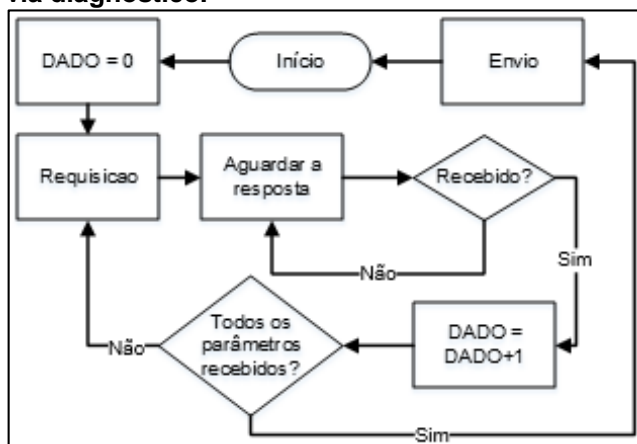 via diagnóstico.
DADO = 0
Início
Envio
Requisicao
Aguardar a
resposta
Recebido?
Não
Sim
Todos os
parâmetros
recebidos?
DADO =
DADO+1
Não
Sim